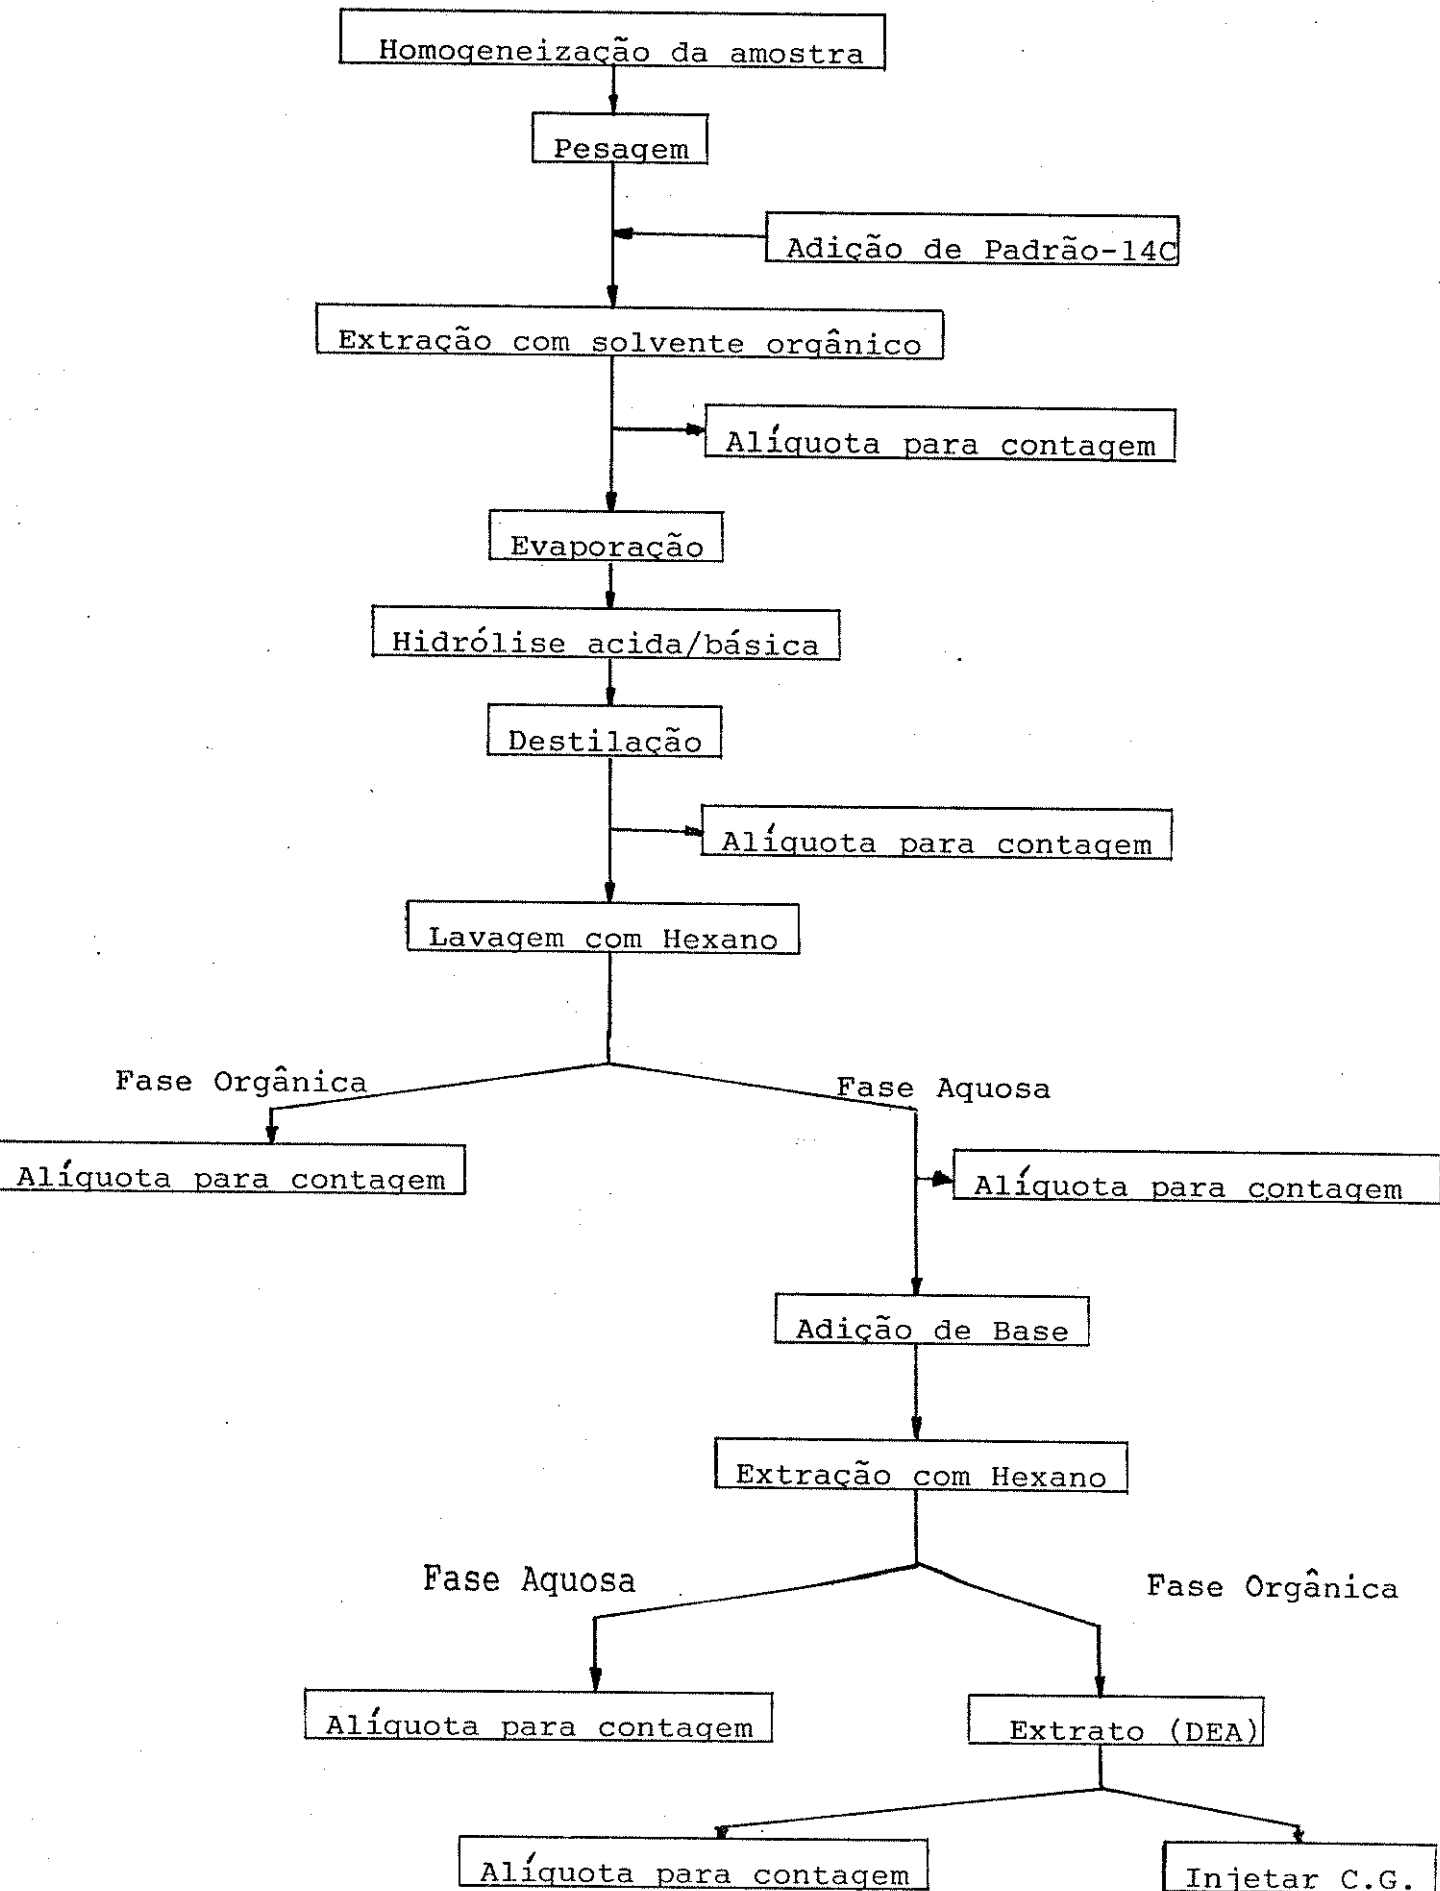 Homogeneização da amostra
Pesagem
Adição de Padrão-14C
Extração com solvente orgânico
Alíquota para contagem
Evaporação
Hidrólise acida/básica
Destilação
Alíquota para contagem
Lavagem com Hexano
Fase Orgânica
Fase Aquosa
Alíquota para contagem
Alíquota para contagem
Adição de Base
Extração com Hexano
Fase Aquosa
Fase Orgânica
Alíquota para contagem
Extrato (DEA)
Alíquota para contagem
Injetar C.G.